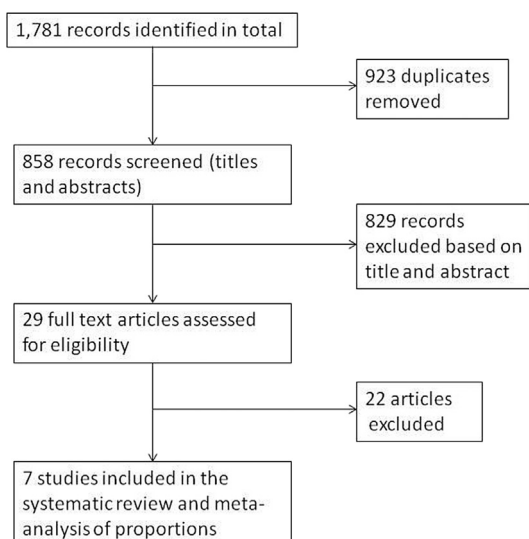 1,781 records identified in total
923 duplicates
removed
858 records screened (titles
and abstracts)
829 records
excluded based on
title and abstract
29 full text articles assessed
for eligibility
22 articles
excluded
7 studies included in the
systematic review and meta-
analysis of proportions